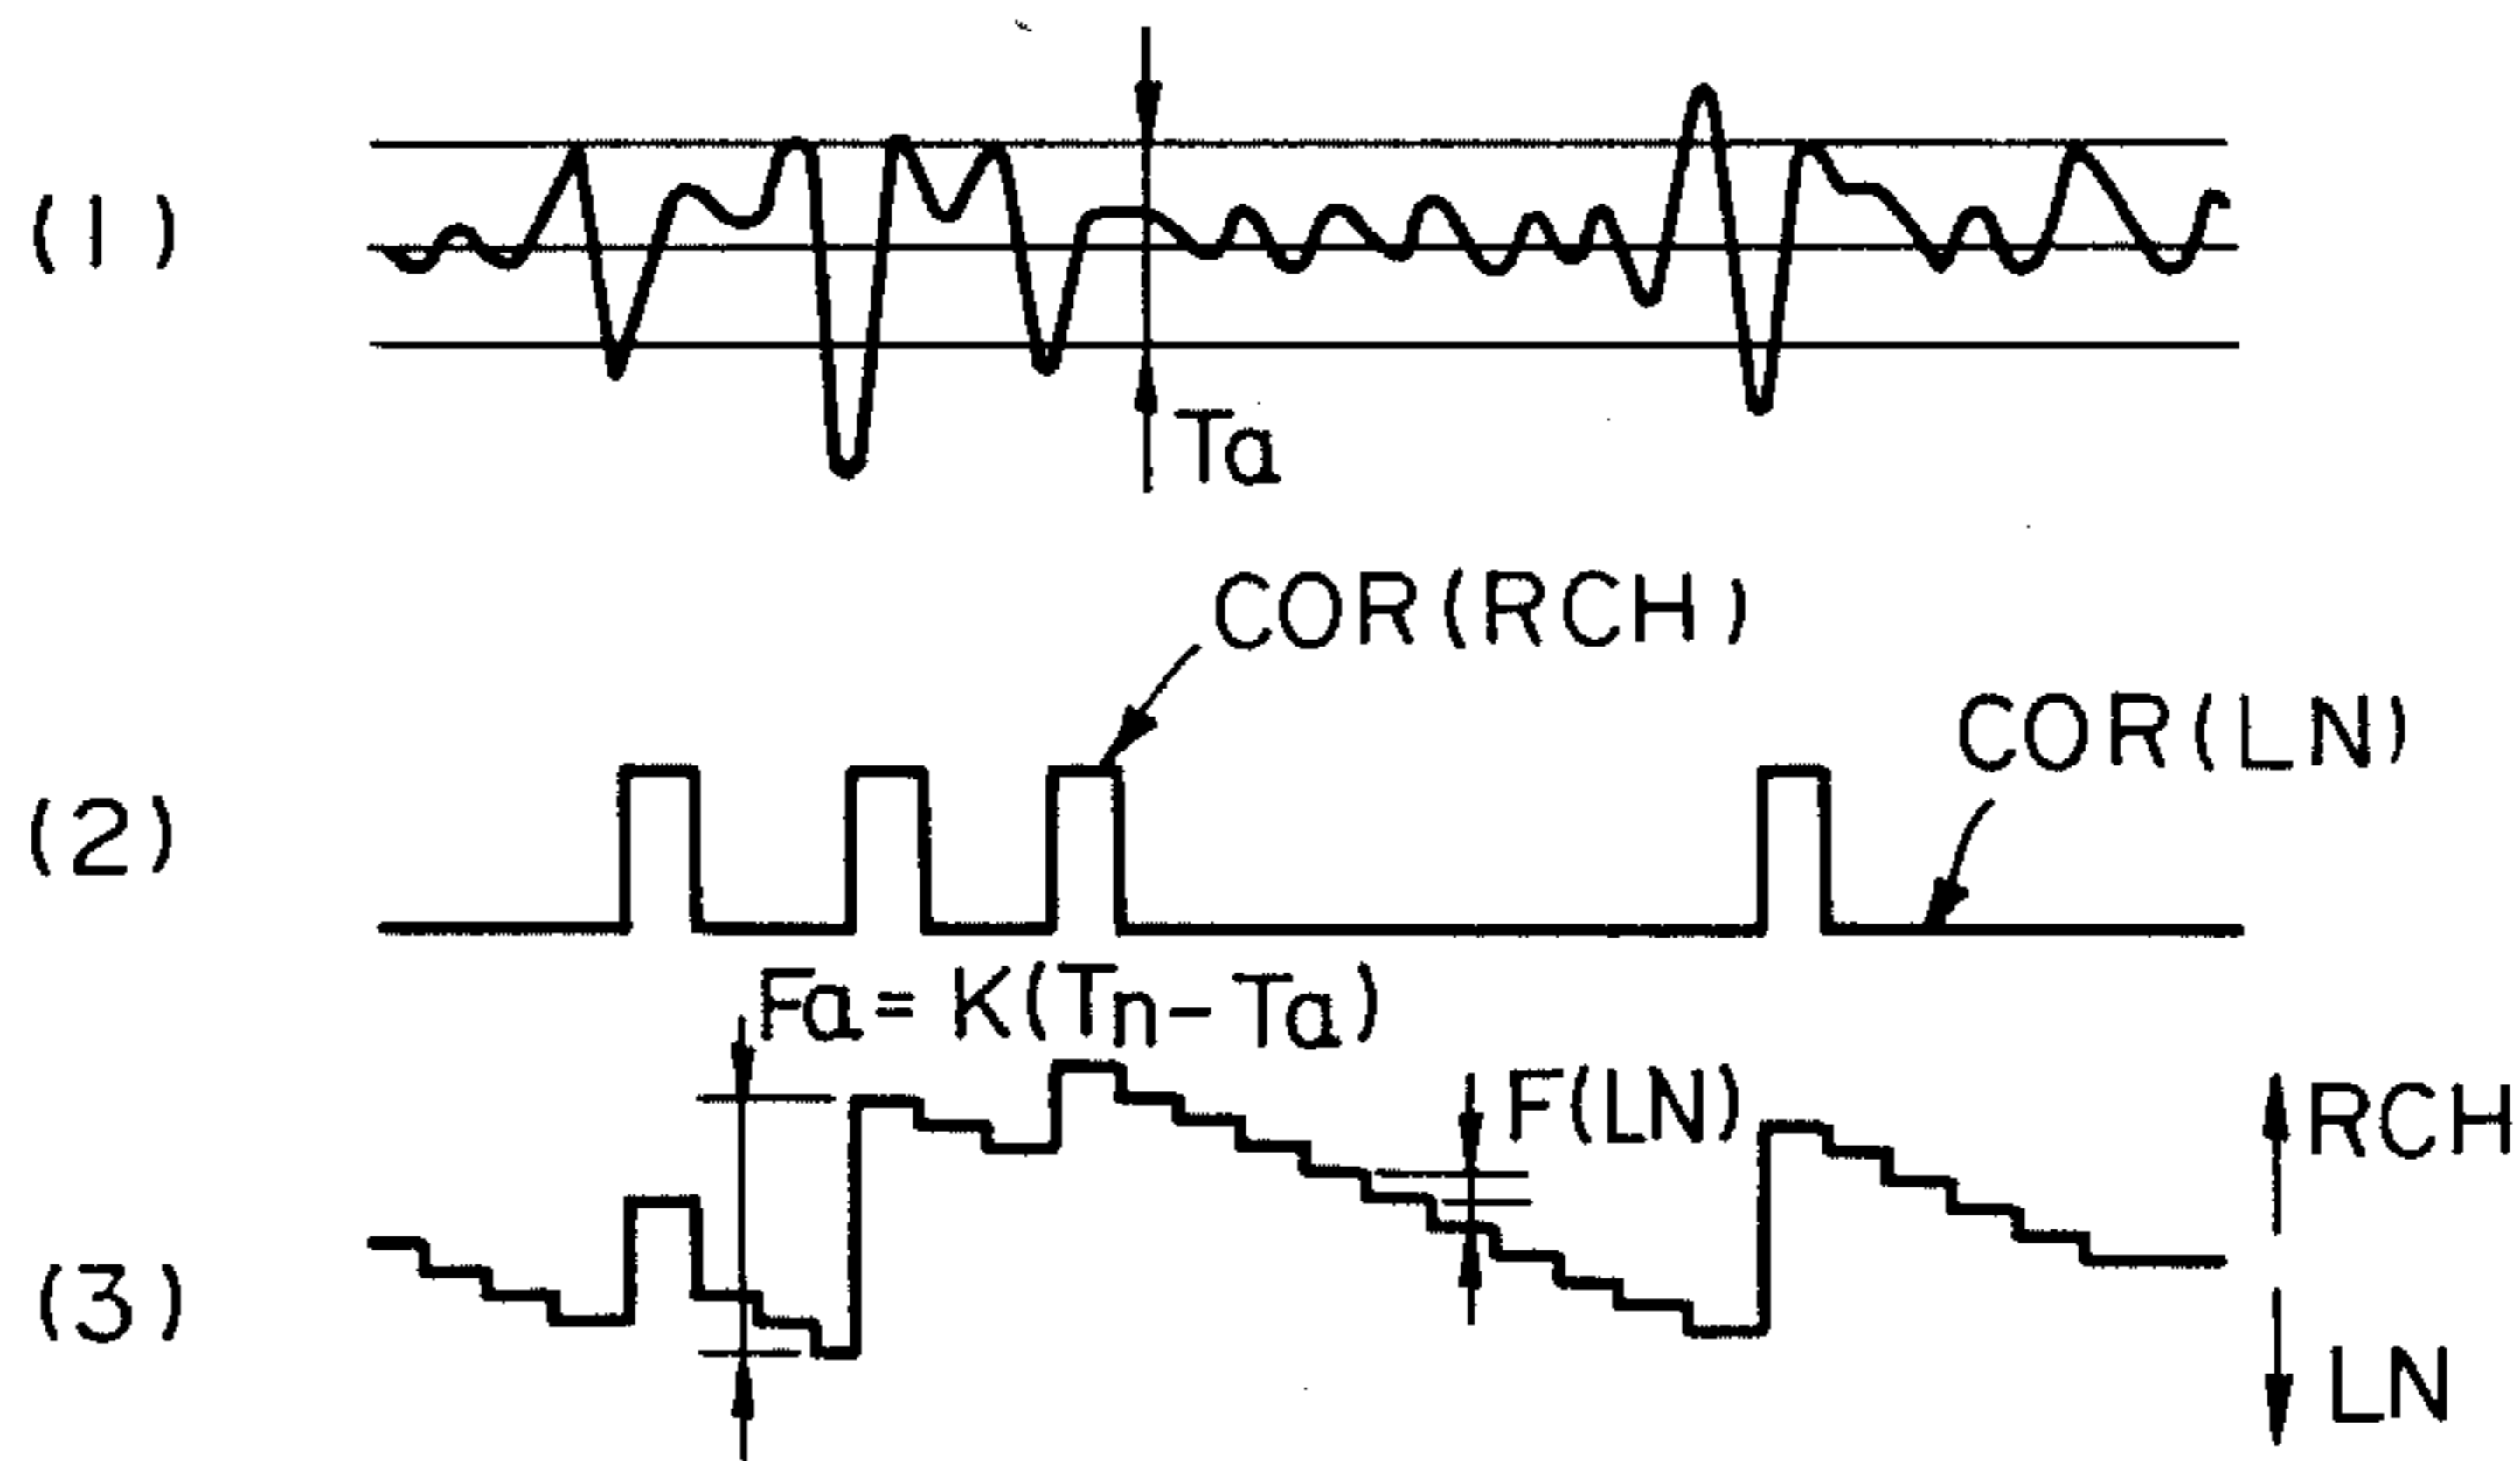 (1)
Ta
COR(RCH)
COR(LN)
(2)
Fa = K(Tn - Ta)
F(LN)
RCH
(3)
LN